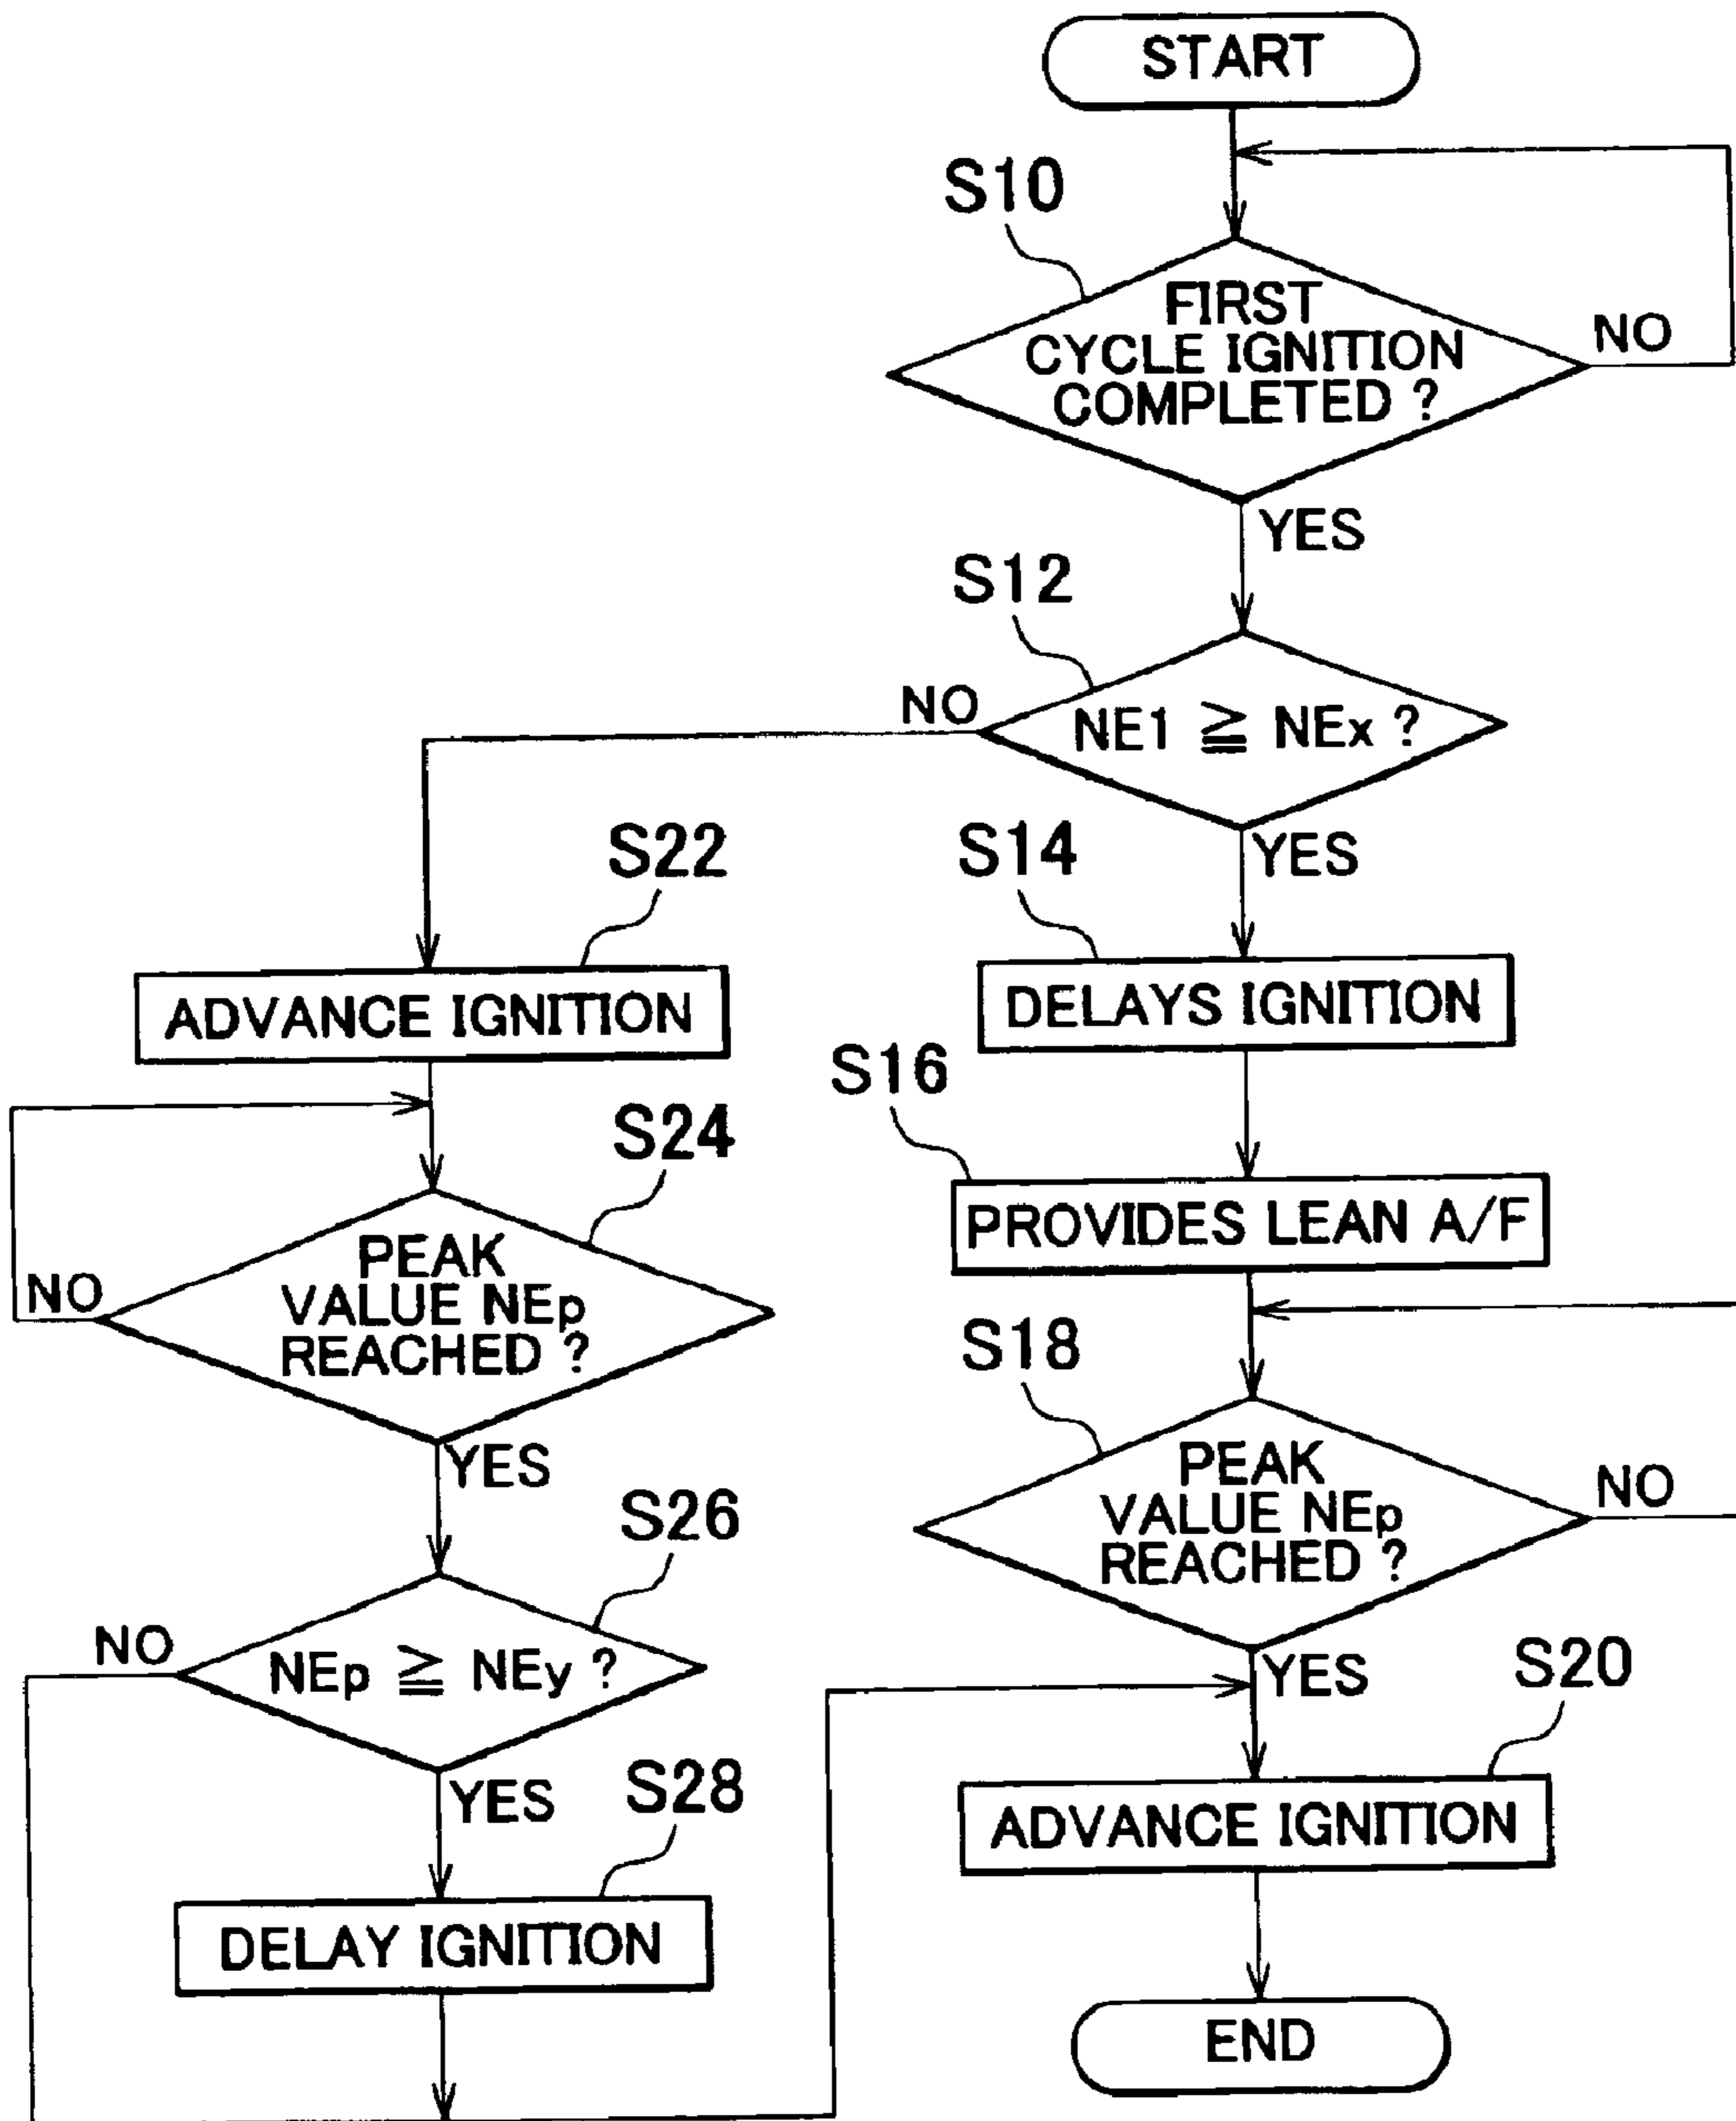 START
S10
FIRST
CYCLE IGNITION
COMPLETED ?
NO
YES
S12
NE1 ≧ NEx ?
NO
YES
S14
DELAYS IGNITION
S16
PROVIDES LEAN A/F
S18
PEAK
VALUE NEp
REACHED ?
NO
YES
S20
ADVANCE IGNITION
END
S22
ADVANCE IGNITION
S24
PEAK
VALUE NEp
REACHED ?
NO
YES
S26
NEp ≧ NEy ?
NO
YES
S28
DELAY IGNITION